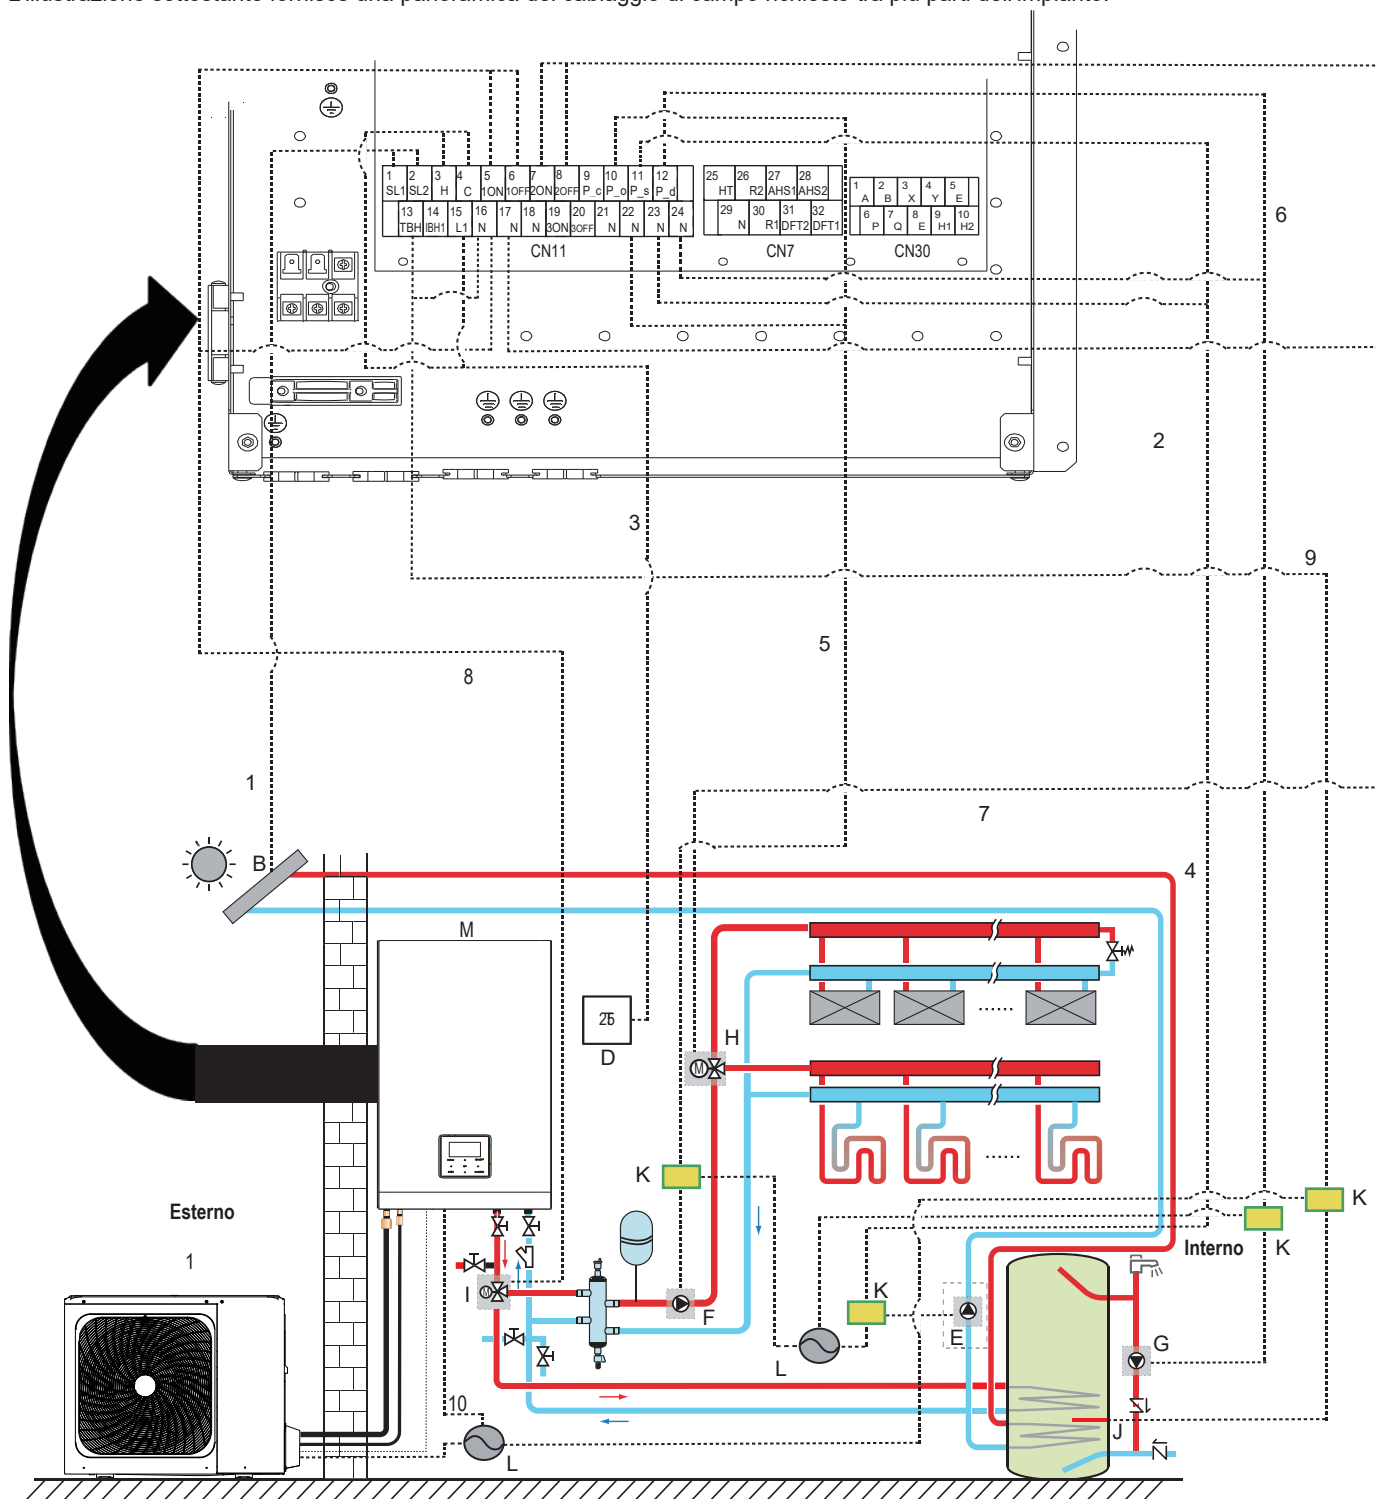 1 2 3 4 5 6 7 8 9 10 11 12
SL1 SL2 H C 1ON 1OFF 2ON 2OFF P_c P_o P_s P_d
13 14 15 16 17 18 19 20 21 22 23 24
TBH IBH1 L1 N N N 3ON 3OFF N N N N
CN11
25 26 27 28
HT R2 AHS1 AHS2
29 30 31 32
N R1 DFT2 DFT1
CN7
1 2 3 4 5
A B X Y E
6 7 8 9 10
P Q E H1 H2
CN30
6
2
3
9
5
8
1
7
B
4
M
25
D
H
M
K
K
Esterno
K
Interno
1
I
M
F
K
E
G
L
10
J
L